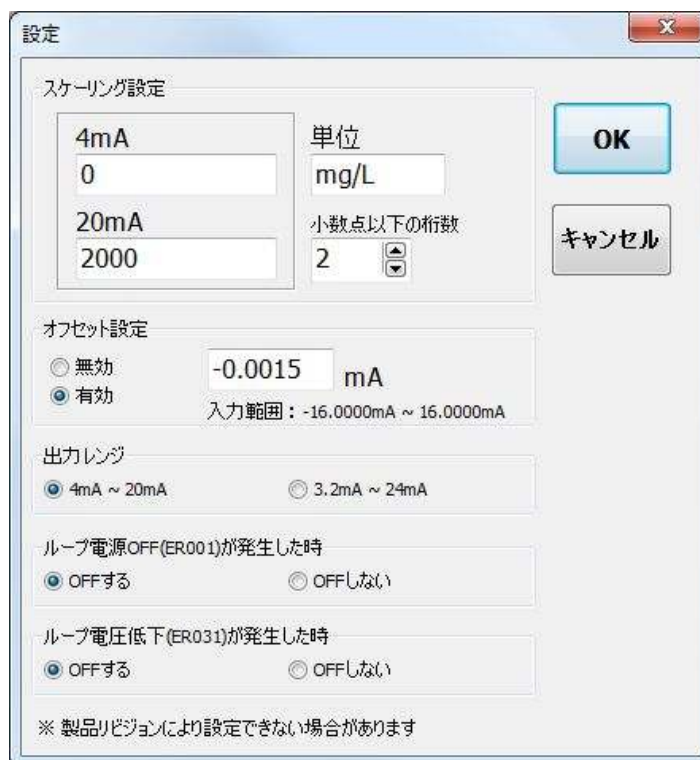 設定
スケーリング設定
4mA
0
単位
mg/L
20mA
2000
小数点以下の桁数
2
OK
キャンセル
オフセット設定
無効
有効
-0.0015 mA
入力範囲：-16.0000mA ~ 16.0000mA
出力レンジ
4mA ~ 20mA 3.2mA ~ 24mA
ループ電源OFF(ER001)が発生した時
OFFする OFFしない
ループ電圧低下(ER031)が発生した時
OFFする OFFしない
※ 製品リビジョンにより設定できない場合があります